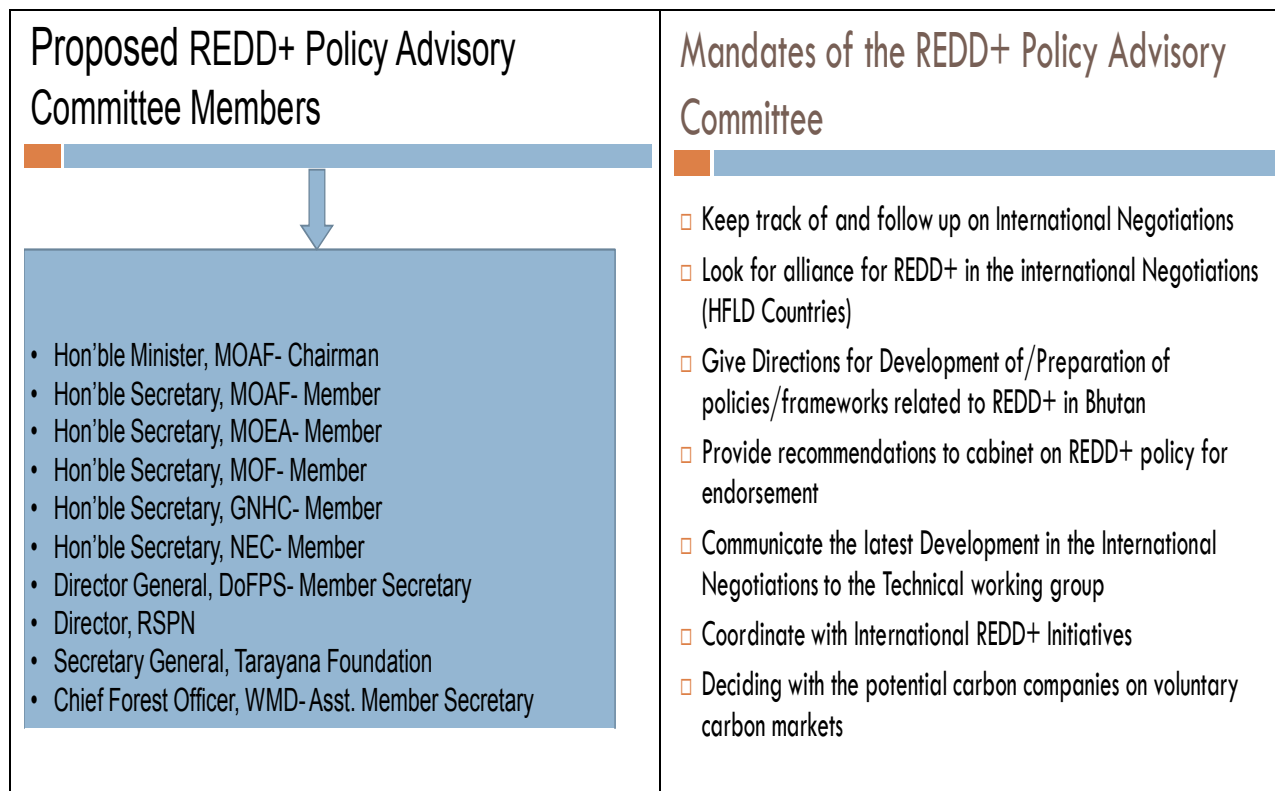 Proposed REDD+ Policy Advisory
Committee Members
• Hon'ble Minister, MOAF- Chairman
• Hon'ble Secretary, MOAF- Member
• Hon'ble Secretary, MOEA- Member
• Hon'ble Secretary, MOF- Member
• Hon'ble Secretary, GNHC- Member
• Hon'ble Secretary, NEC- Member
• Director General, DoFPS- Member Secretary
• Director, RSPN
• Secretary General, Tarayana Foundation
• Chief Forest Officer, WMD- Asst. Member Secretary
Mandates of the REDD+ Policy Advisory
Committee
Keep track of and follow up on International Negotiations
Look for alliance for REDD+ in the international Negotiations
(HFLD Countries)
Give Directions for Development of/Preparation of
policies/frameworks related to REDD+ in Bhutan
Provide recommendations to cabinet on REDD+ policy for
endorsement
Communicate the latest Development in the International
Negotiations to the Technical working group
Coordinate with International REDD+ Initiatives
Deciding with the potential carbon companies on voluntary
carbon markets